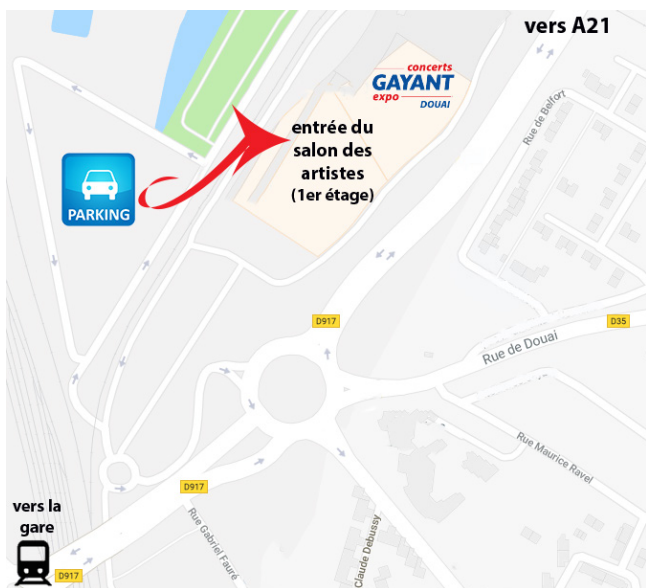 vers A21
concerts
GAYANT
expo
DOUAI
Rue de Belfort
entrée du
salon des
artistes
(1er étage)
PARKING
D917
D35
Rue de Douai
Rue Maurice Ravel
D917
vers la
gare
Rue Gabriel Fauré
Claude Debussy
D917